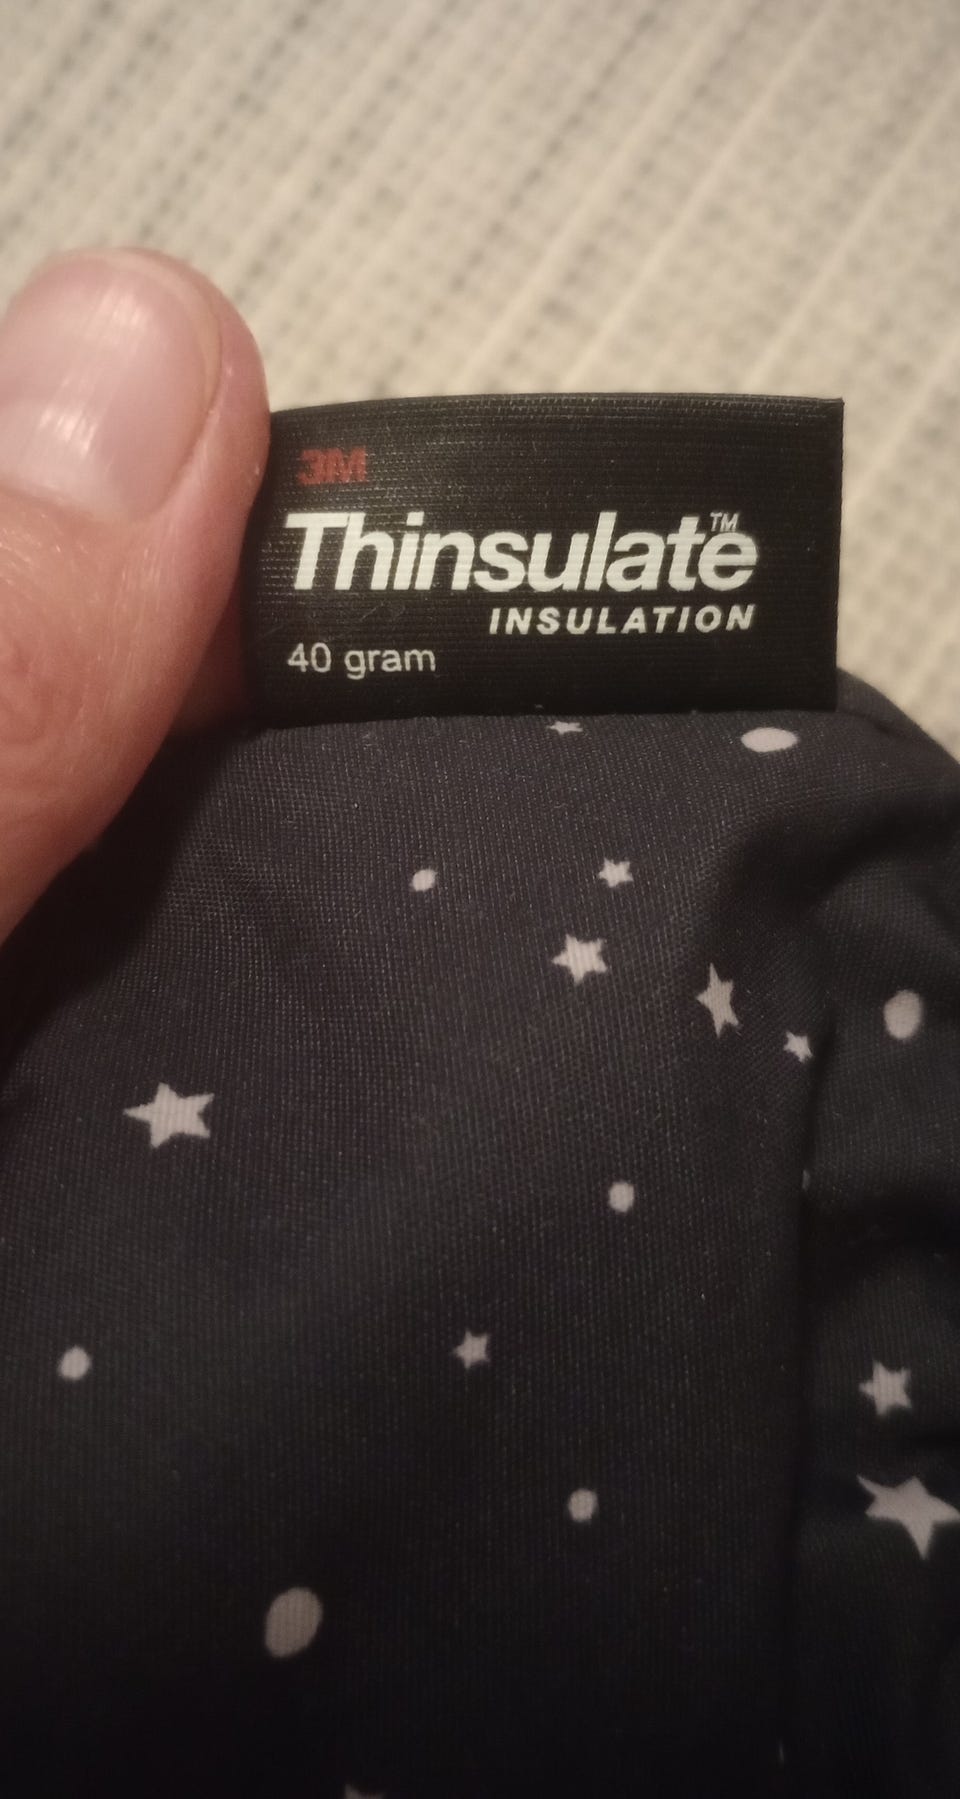 3M
Thinsulate™
INSULATION
40 gram